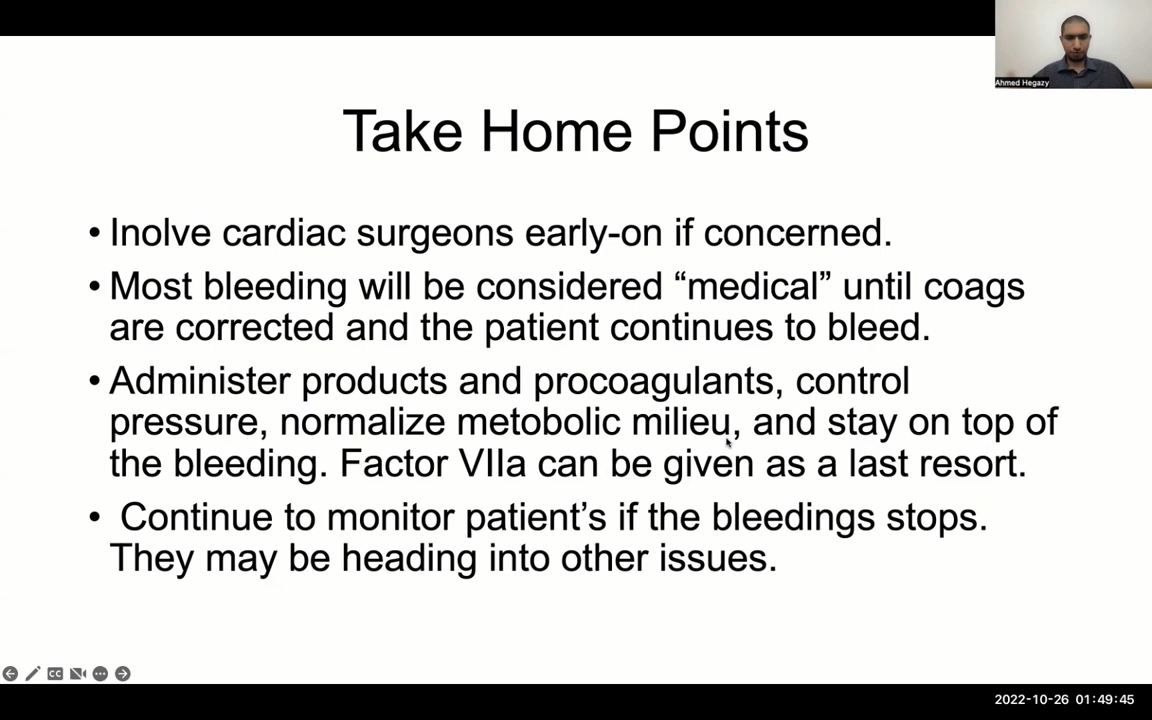 Ahmed Hegazy
Take Home Points
• Inolve cardiac surgeons early-on if concerned.
• Most bleeding will be considered “medical” until coags
are corrected and the patient continues to bleed.
• Administer products and procoagulants, control
pressure, normalize metobolic milieu, and stay on top of
the bleeding. Factor VIIa can be given as a last resort.
• Continue to monitor patient’s if the bleedings stops.
They may be heading into other issues.
CC
2022-10-26 01:49:45